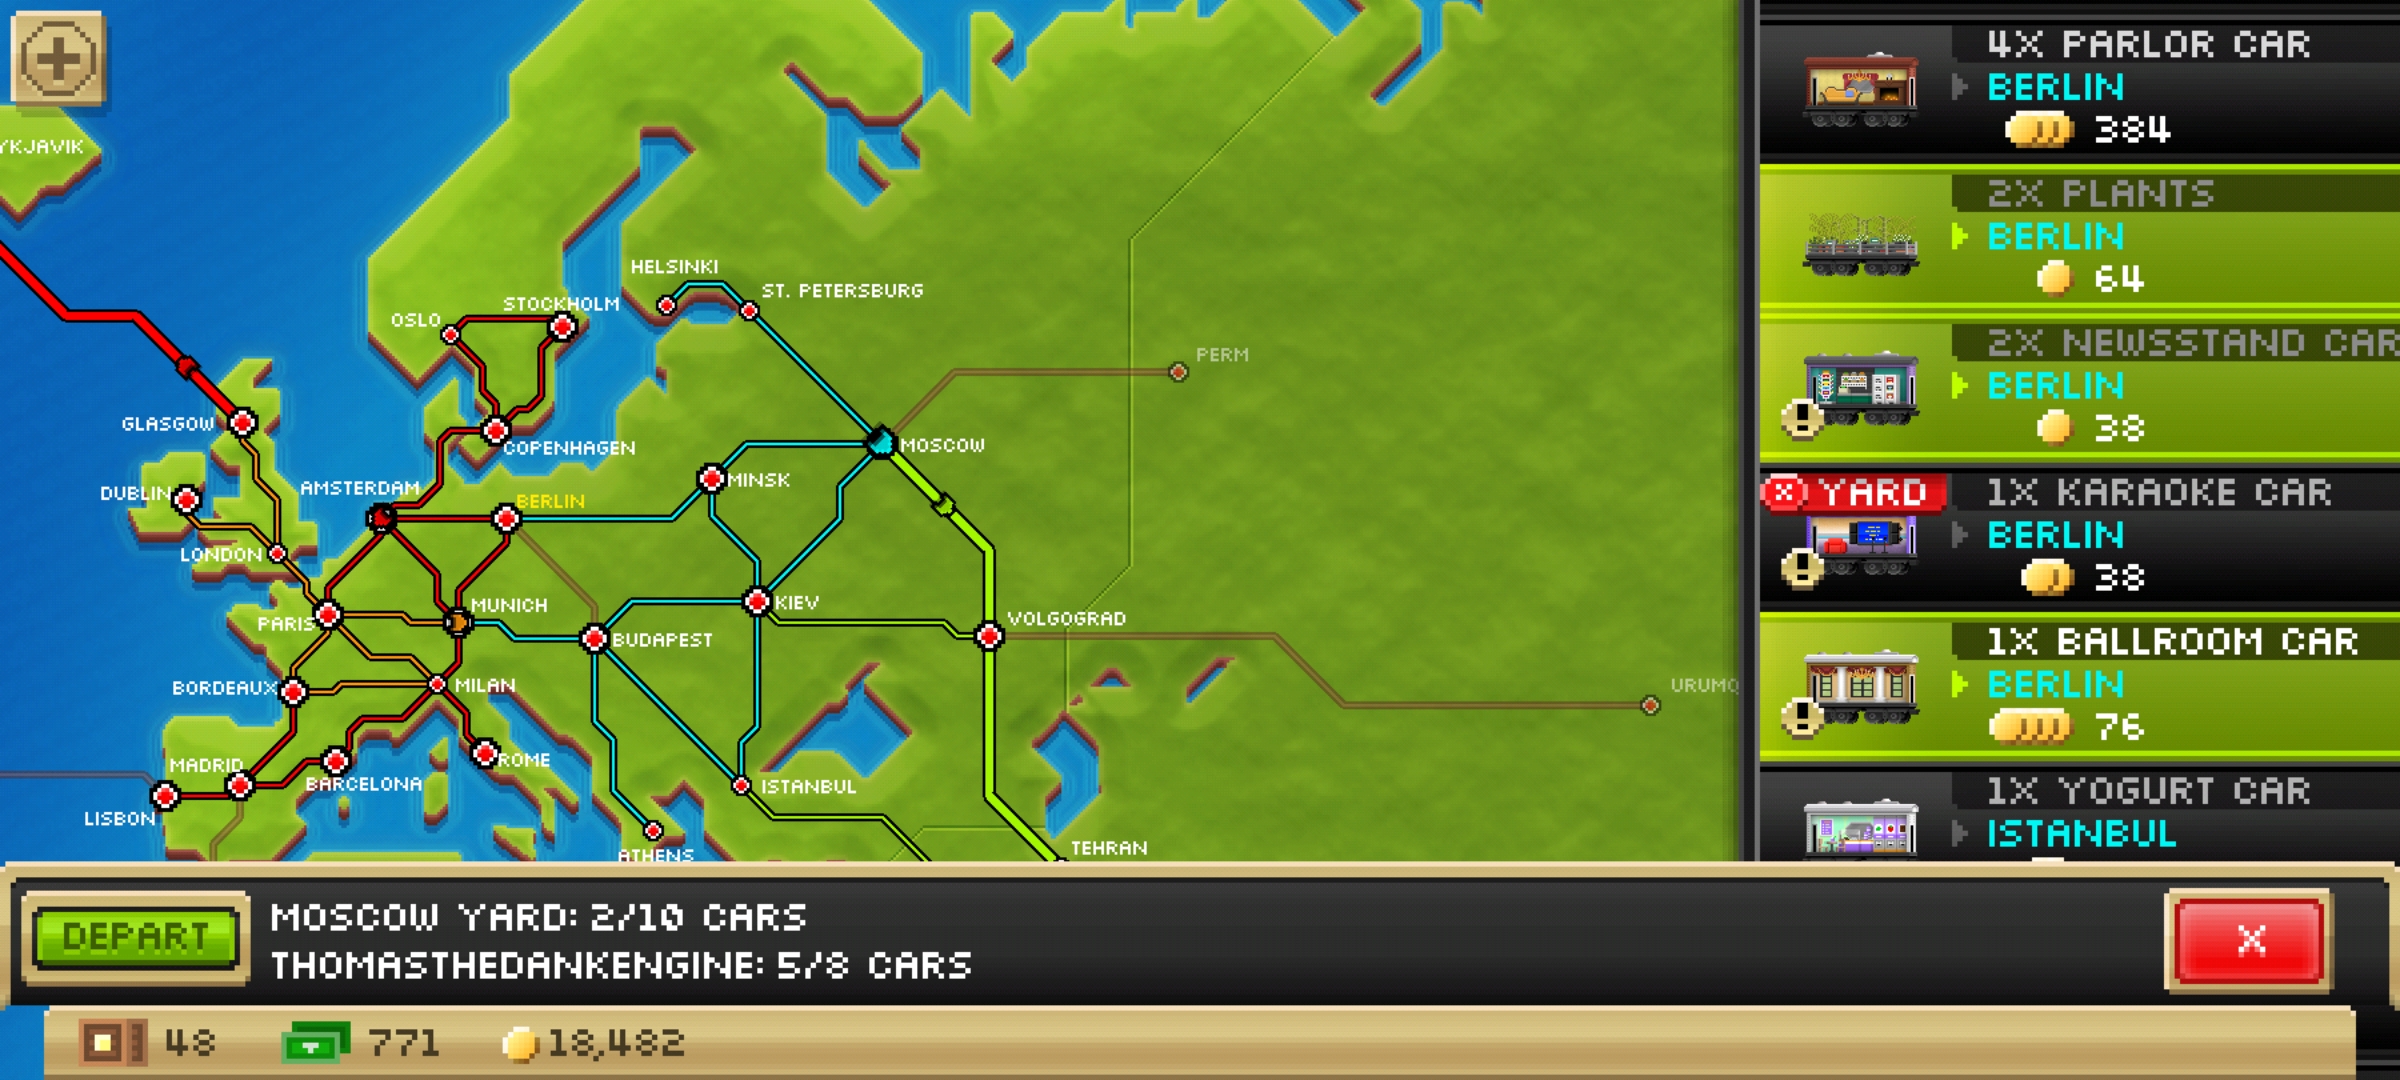 YKJAVIK
HELSINKI
ST. PETERSBURG
STOCKHOLM
OSLO
PERM
GLASGOW
COPENHAGEN
MOSCOW
MINSK
DUBLIN
AMSTERDAM
BERLIN
LONDON
MUNICH
KIEV
PARIS
BUDAPEST
VOLGOGRAD
BORDEAUX
MILAN
URUMQ
MADRID
ROME
BARCELONA
ISTANBUL
LISBON
ATHENS
TEHRAN
4X PARLOR CAR
BERLIN
384
2X PLANTS
BERLIN
64
2X NEWSSTAND CAR
BERLIN
38
YARD
1X KARAOKE CAR
BERLIN
38
1X BALLROOM CAR
BERLIN
76
1X YOGURT CAR
ISTANBUL
DEPART
MOSCOW YARD: 2/10 CARS
THOMASTHEDANKENGINE: 5/8 CARS
X
48
771
18,482